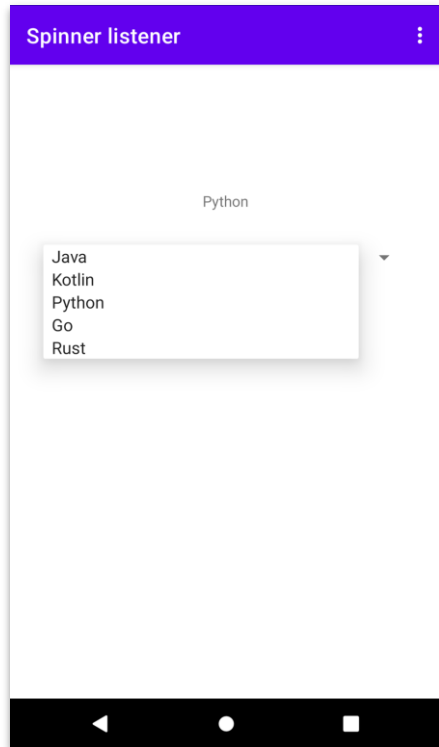 Spinner listener
Python
Java
Kotlin
Python
Go
Rust